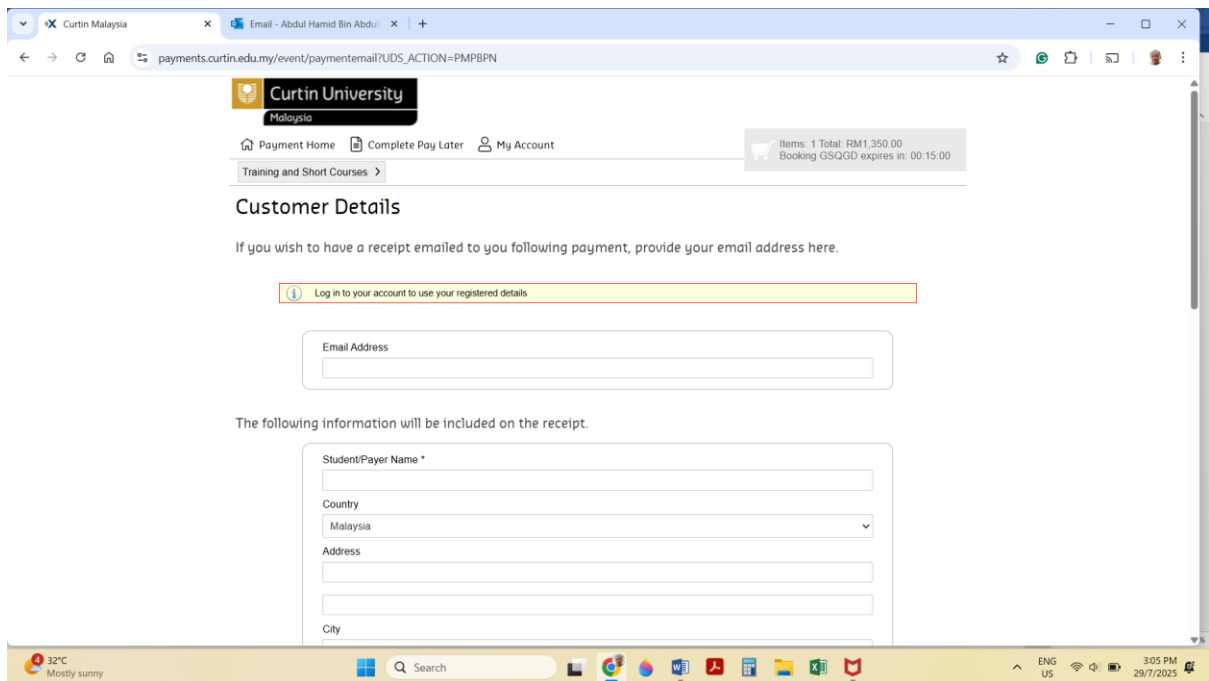 Curtin Malaysia
Email - Abdul Hamid Bin Abdull
payments.curtin.edu.my/event/paymentemail?UDS_ACTION=PMPBPN
Curtin University
Malaysia
Payment Home Complete Pay Later My Account
Items: 1 Total: RM1,350.00
Booking GSQGD expires in: 00:15:00
Training and Short Courses
Customer Details
If you wish to have a receipt emailed to you following payment, provide your email address here.
Log in to your account to use your registered details
Email Address
The following information will be included on the receipt.
Student/Payer Name *
Country
Malaysia
Address
City
4
32°C
Mostly sunny
Search
ENG
US
3:05 PM
29/7/2025